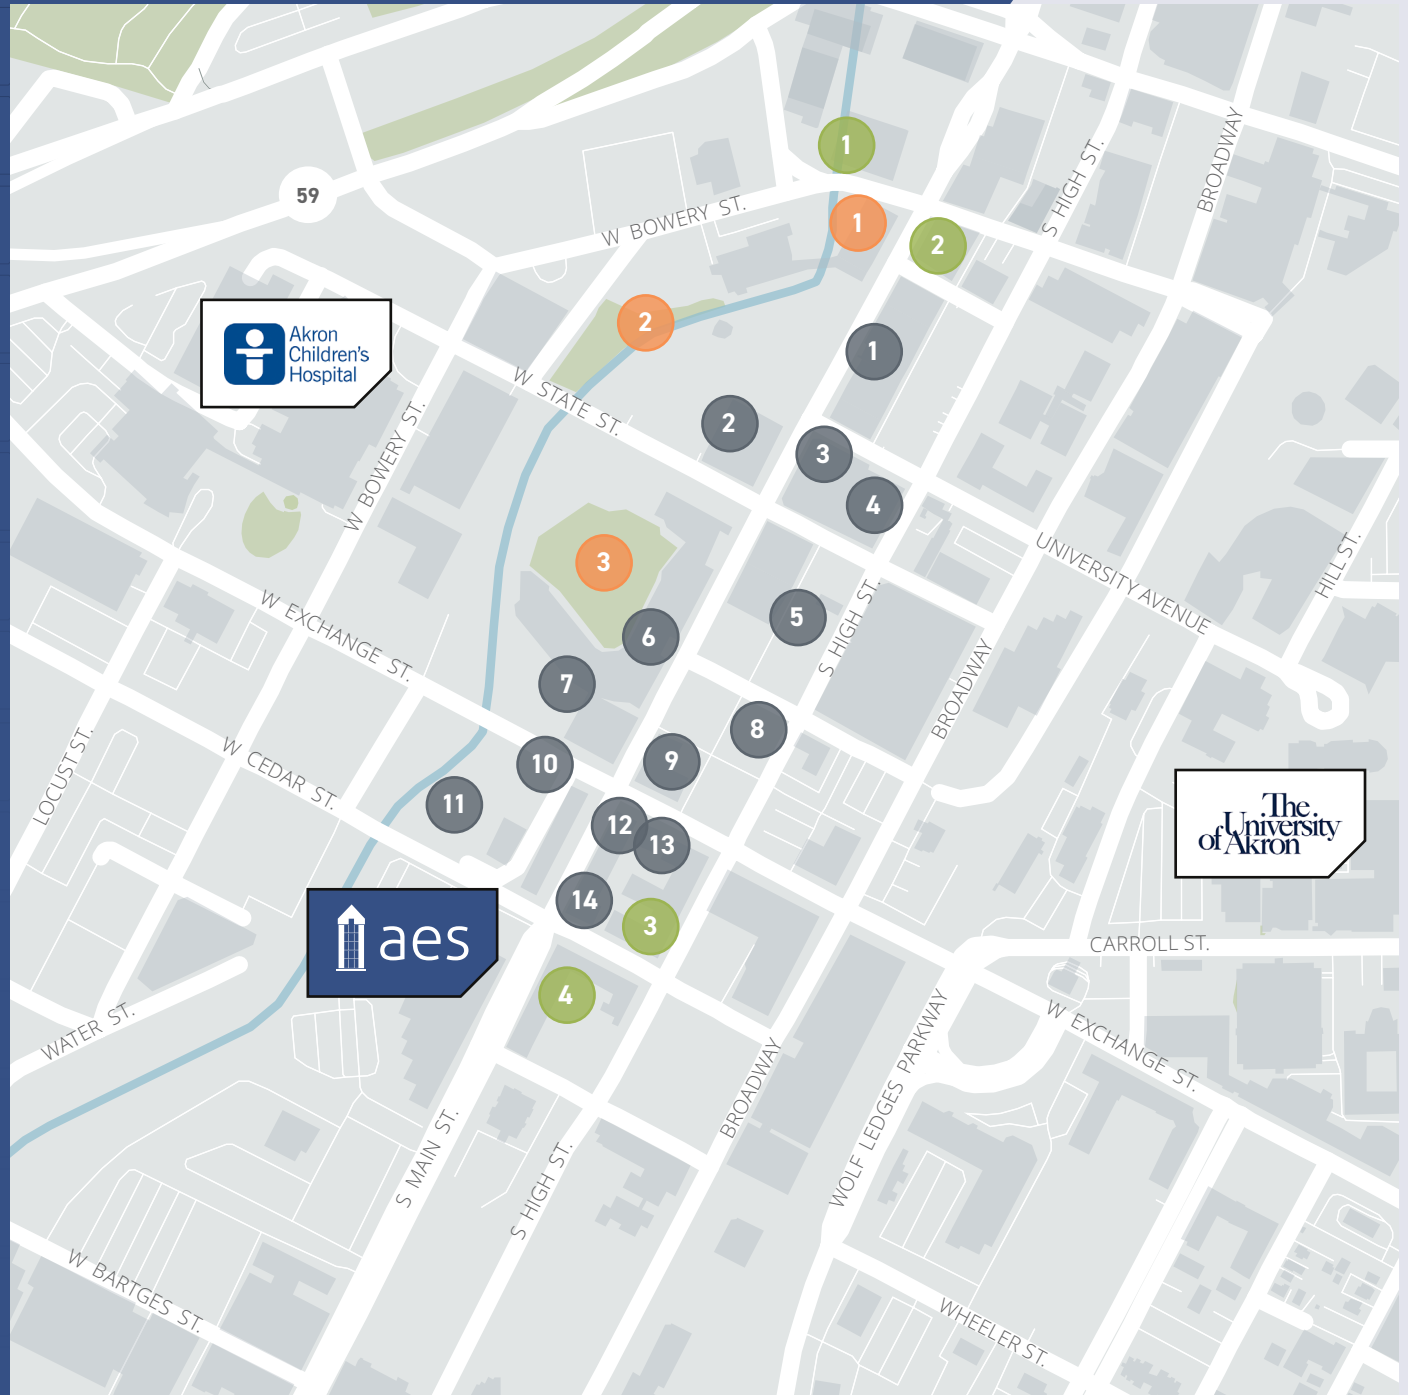 1
BROADWAY
S HIGH ST.
59
W BOWERY ST.
1
2
2
Akron
Children's
Hospital
1
W STATE ST.
2
3
W BOWERY ST.
4
UNIVERSITY AVENUE
HILL ST.
3
W EXCHANGE ST.
5
S HIGH ST.
6
7
BROADWAY
8
LOCUST ST.
W CEDAR ST.
9
10
11
12
13
The
University
of Akron
14
3
aes
CARROLL ST.
4
WATER ST.
W EXCHANGE ST.
WOLF LEDGES PARKWAY
BROADWAY
S MAIN ST.
S HIGH ST.
W BARTGES ST.
WHEELER ST.